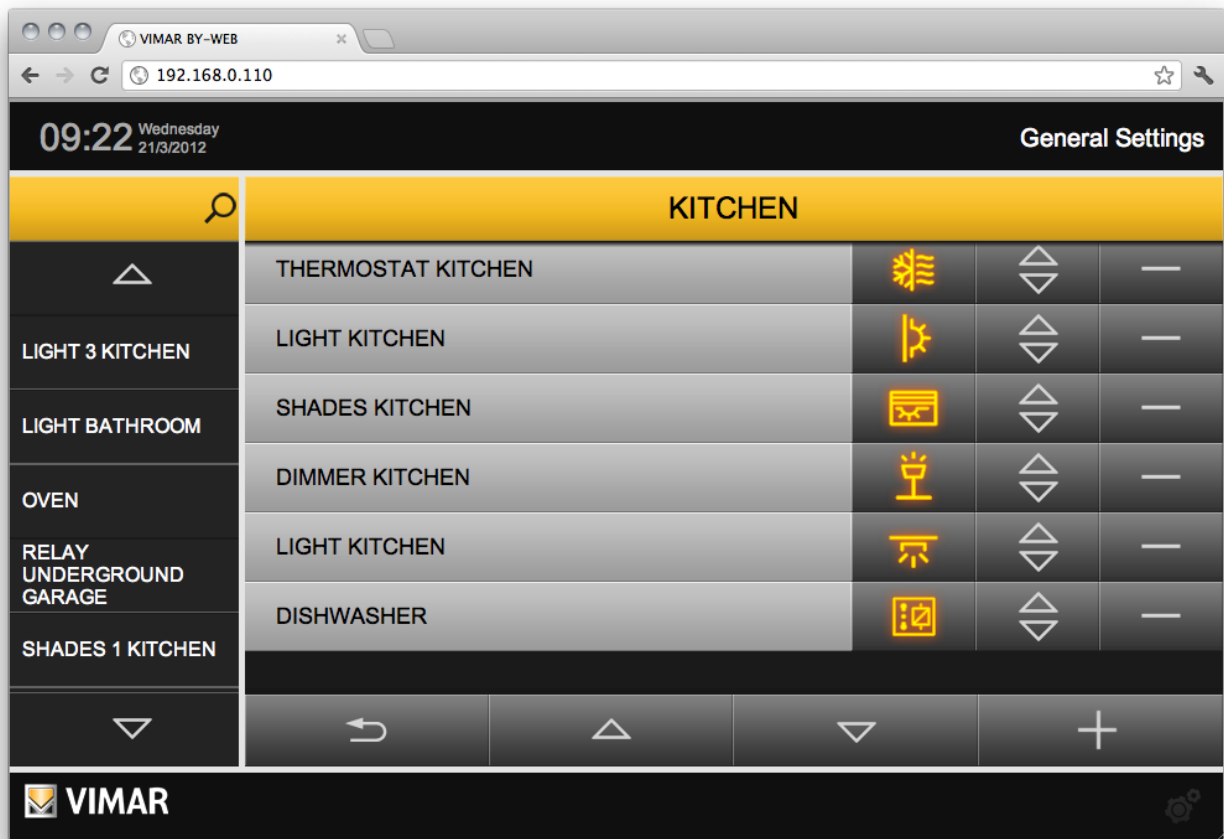 VIMAR BY-WEB
192.168.0.110
09:22
Wednesday
21/3/2012
General Settings
KITCHEN
LIGHT 3 KITCHEN
LIGHT BATHROOM
OVEN
RELAY
UNDERGROUND
GARAGE
SHADES 1 KITCHEN
THERMOSTAT KITCHEN
LIGHT KITCHEN
SHADES KITCHEN
DIMMER KITCHEN
LIGHT KITCHEN
DISHWASHER
VIMAR